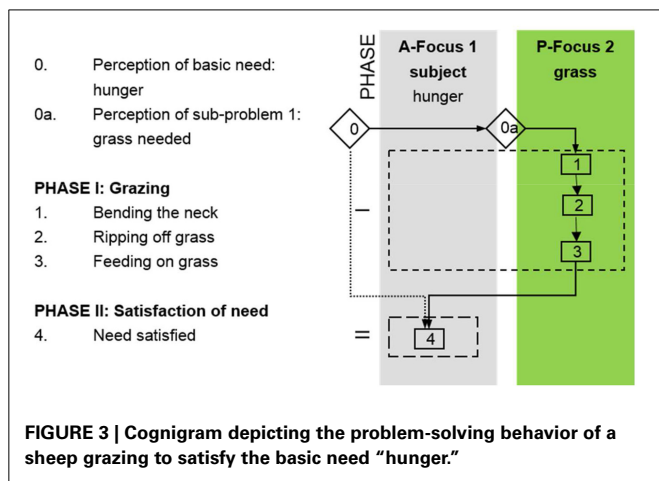 0. Perception of basic need:
hunger
0a. Perception of sub-problem 1:
grass needed
PHASE I: Grazing
1. Bending the neck
2. Ripping off grass
3. Feeding on grass
PHASE II: Satisfaction of need
4. Need satisfied
PHASE
A-Focus 1
subject
hunger
P-Focus 2
grass
0
0a
1
2
3
I
4
II
FIGURE 3 | Cognigram depicting the problem-solving behavior of a
sheep grazing to satisfy the basic need “hunger.”